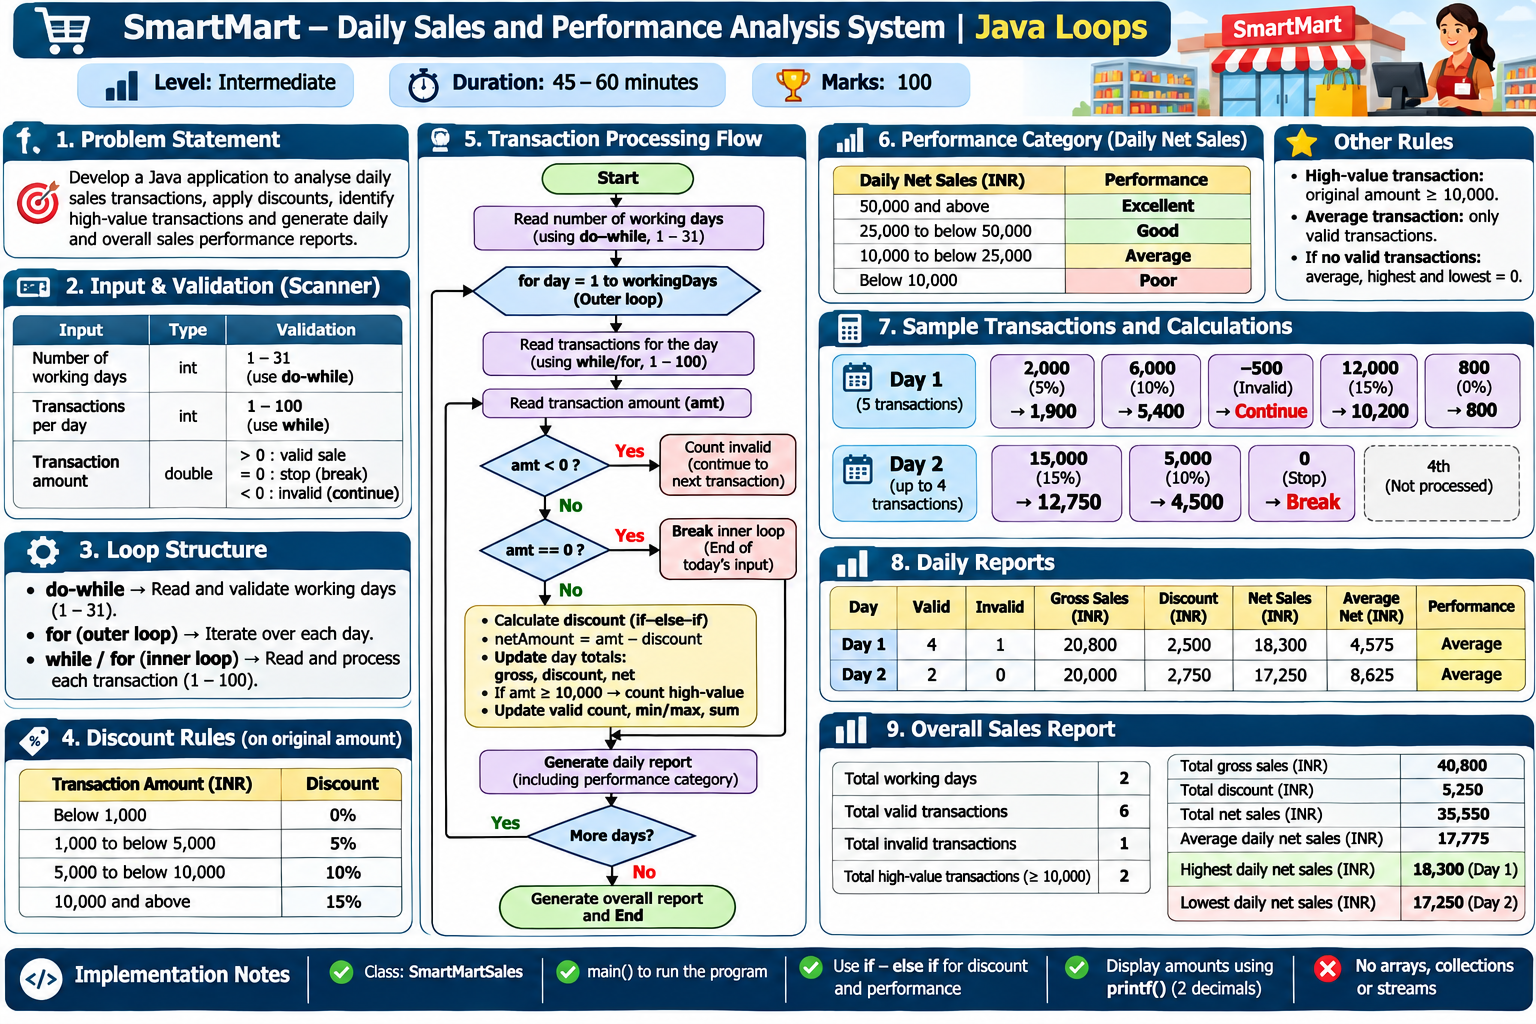 SmartMart – Daily Sales and Performance Analysis System | Java Loops
SmartMart
Level: Intermediate
Duration: 45 – 60 minutes
Marks: 100
1. Problem Statement
Develop a Java application to analyse daily
sales transactions, apply discounts, identify
high-value transactions and generate daily
and overall sales performance reports.
2. Input & Validation (Scanner)
Input Type Validation
Number of
working days
int
1 – 31
(use do-while)
Transactions
per day
int
1 – 100
(use while)
Transaction
amount
double
> 0 : valid sale
= 0 : stop (break)
< 0 : invalid (continue)
3. Loop Structure
• do-while → Read and validate working days
(1 – 31).
• for (outer loop) → Iterate over each day.
• while / for (inner loop) → Read and process
each transaction (1 – 100).
4. Discount Rules (on original amount)
%
Transaction Amount (INR) Discount
Below 1,000 0%
1,000 to below 5,000 5%
5,000 to below 10,000 10%
10,000 and above 15%
5. Transaction Processing Flow
Start
Read number of working days
(using do–while, 1 – 31)
for day = 1 to workingDays
(Outer loop)
Read transactions for the day
(using while/for, 1 – 100)
Read transaction amount (amt)
amt < 0 ?
Yes
Count invalid
(continue to
next transaction)
No
amt == 0 ?
Yes
Break inner loop
(End of
today's input)
No
• Calculate discount (if–else–if)
• netAmount = amt – discount
• Update day totals:
gross, discount, net
• If amt ≥ 10,000 → count high-value
• Update valid count, min/max, sum
Generate daily report
(including performance category)
Yes
More days?
No
Generate overall report
and End
6. Performance Category (Daily Net Sales)
Daily Net Sales (INR) Performance
50,000 and above Excellent
25,000 to below 50,000 Good
10,000 to below 25,000 Average
Below 10,000 Poor
Other Rules
• High-value transaction:
original amount ≥ 10,000.
• Average transaction: only
valid transactions.
• If no valid transactions:
average, highest and lowest = 0.
7. Sample Transactions and Calculations
Day 1
(5 transactions)
2,000
(5%)
→ 1,900
6,000
(10%)
→ 5,400
–500
(Invalid)
→ Continue
12,000
(15%)
→ 10,200
800
(0%)
→ 800
Day 2
(up to 4
transactions)
15,000
(15%)
→ 12,750
5,000
(10%)
→ 4,500
0
(Stop)
→ Break
4th
(Not processed)
8. Daily Reports
Day Valid Invalid Gross Sales (INR) Discount (INR) Net Sales (INR) Average Net (INR) Performance
Day 1 4 1 20,800 2,500 18,300 4,575 Average
Day 2 2 0 20,000 2,750 17,250 8,625 Average
9. Overall Sales Report
Total working days 2
Total valid transactions 6
Total invalid transactions 1
Total high-value transactions (≥ 10,000) 2
Total gross sales (INR) 40,800
Total discount (INR) 5,250
Total net sales (INR) 35,550
Average daily net sales (INR) 17,775
Highest daily net sales (INR) 18,300 (Day 1)
Lowest daily net sales (INR) 17,250 (Day 2)
</> Implementation Notes
Class: SmartMartSales
main() to run the program
Use if – else if for discount
and performance
Display amounts using
printf() (2 decimals)
No arrays, collections
or streams